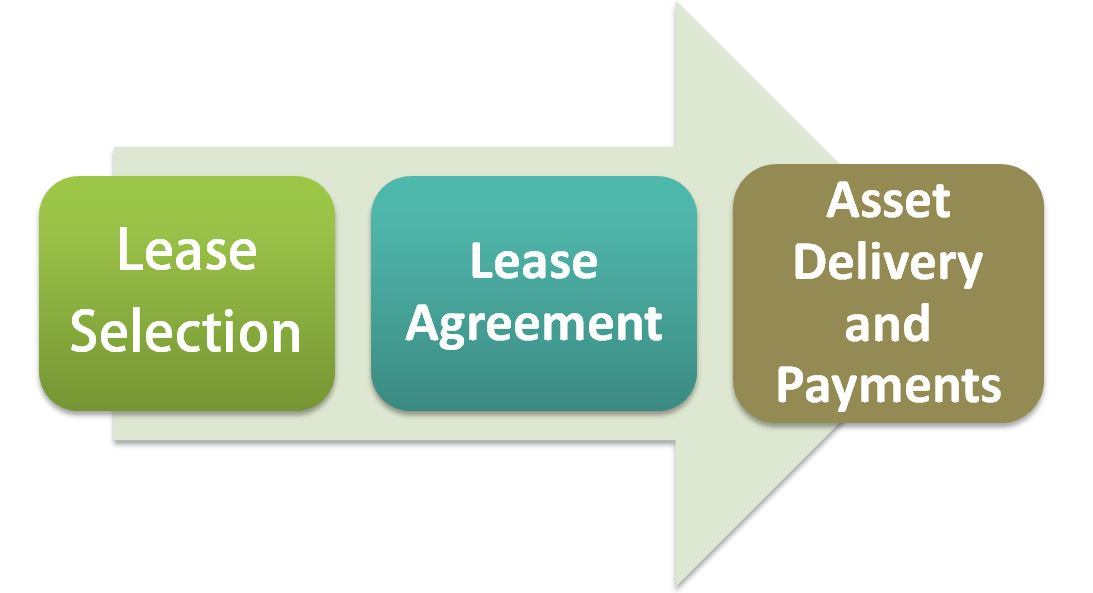 Lease
Selection
Lease
Agreement
Asset
Delivery
and
Payments